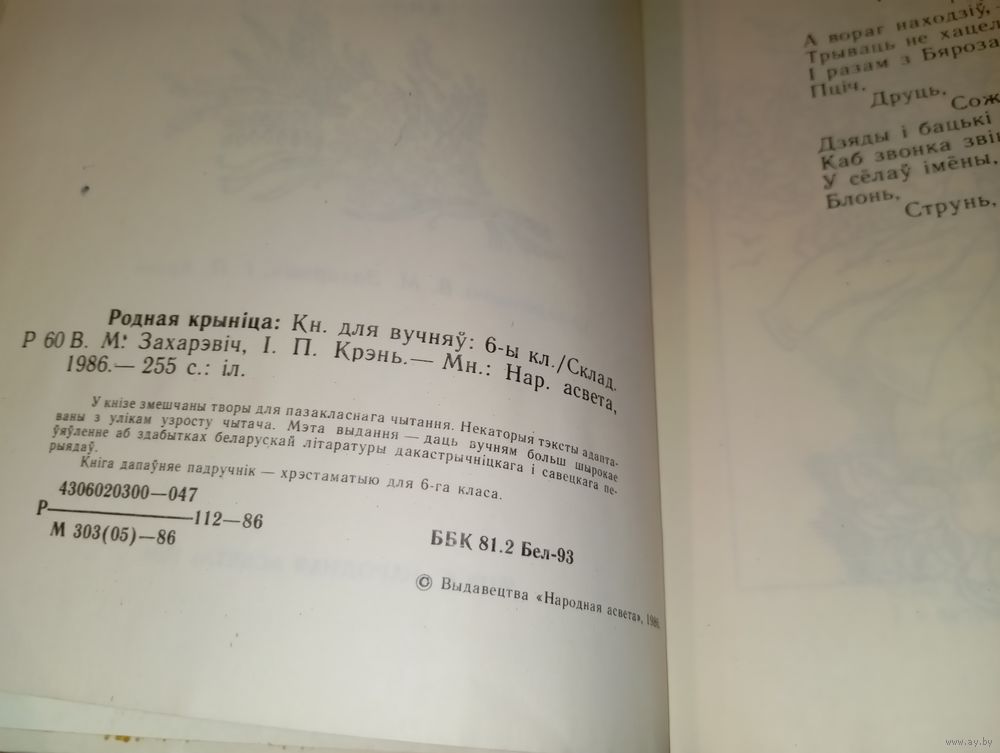 Родная крыніца: Кн. для вучняў: 6-ы кл./Склад.
Р 60 В. М. Захарэвіч, І. П. Крэнь.— Мн.: Нар. асвета,
1986.— 255 с.: іл.
У кнізе змешчаны творы для пазакласнага чытання. Некаторыя тэксты адапта-
ваны з улікам узросту чытача. Мэта выдання — даць вучням больш шырокае
ўяўленне аб здабытках беларускай літаратуры дакастрычніцкага і савецкага пе-
рыядаў.
Кніга дапаўняе падручнік — хрэстаматыю для 6-га класа.
4306020300—047
Р————112—86
М 303(05)—86
ББК 81.2 Бел-93
© Выдавецтва «Народная асвета», 1986.
А вораг находзіў,
Трываць не хацел
І разам з Бяроза
Пціч,
Друць,
Сож
Дзяды і бацькі
Каб звонка звін
У сёлаў імёны,
Блонь,
Струнь,
www.ay.by